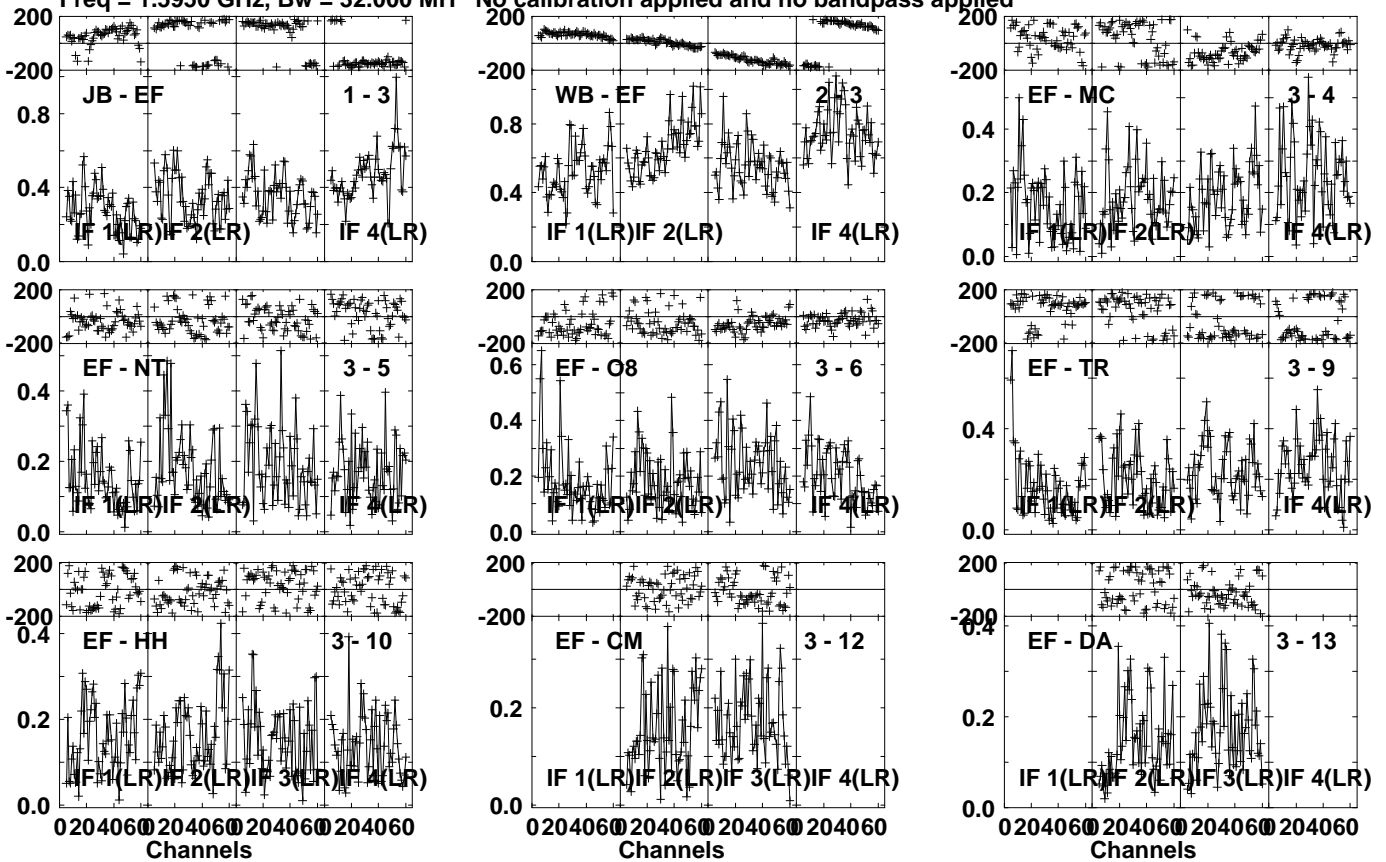 Freq = 1.5950 GHz, Bw = 32.000 MH No calibration applied and no bandpass applied
200
-200
JB - EF 1 - 3
0.8
0.4
0.0
IF 1(LR) IF 2(LR) IF 4(LR)
WB - EF 2 - 3
0.8
0.4
0.0
IF 1(LR) IF 2(LR) IF 4(LR)
200
-200
EF - MC 3 - 4
0.4
0.2
0.0
IF 1(LR) IF 2(LR) IF 4(LR)
200
-200
EF - NT 3 - 5
0.4
0.2
0.0
IF 1(LR) IF 2(LR) IF 4(LR)
200
-200
EF - O8 3 - 6
0.6
0.4
0.2
0.0
IF 1(LR) IF 2(LR) IF 4(LR)
200
-200
EF - TR 3 - 9
0.4
0.0
IF 1(LR) IF 2(LR) IF 4(LR)
200
-200
EF - HH 3 - 10
0.4
0.2
0.0
IF 1(LR) IF 2(LR) IF 3(LR) IF 4(LR)
0 20 40 60 0 20 40 60 0 20 40 60 0 20 40 60
Channels
200
-200
EF - CM 3 - 12
0.2
0.0
IF 1(LR) IF 2(LR) IF 3(LR) IF 4(LR)
0 20 40 60 0 20 40 60 0 20 40 60 0 20 40 60
Channels
200
-200
EF - DA 3 - 13
0.4
0.2
0.0
IF 1(LR) IF 2(LR) IF 3(LR) IF 4(LR)
0 20 40 60 0 20 40 60 0 20 40 60 0 20 40 60
Channels